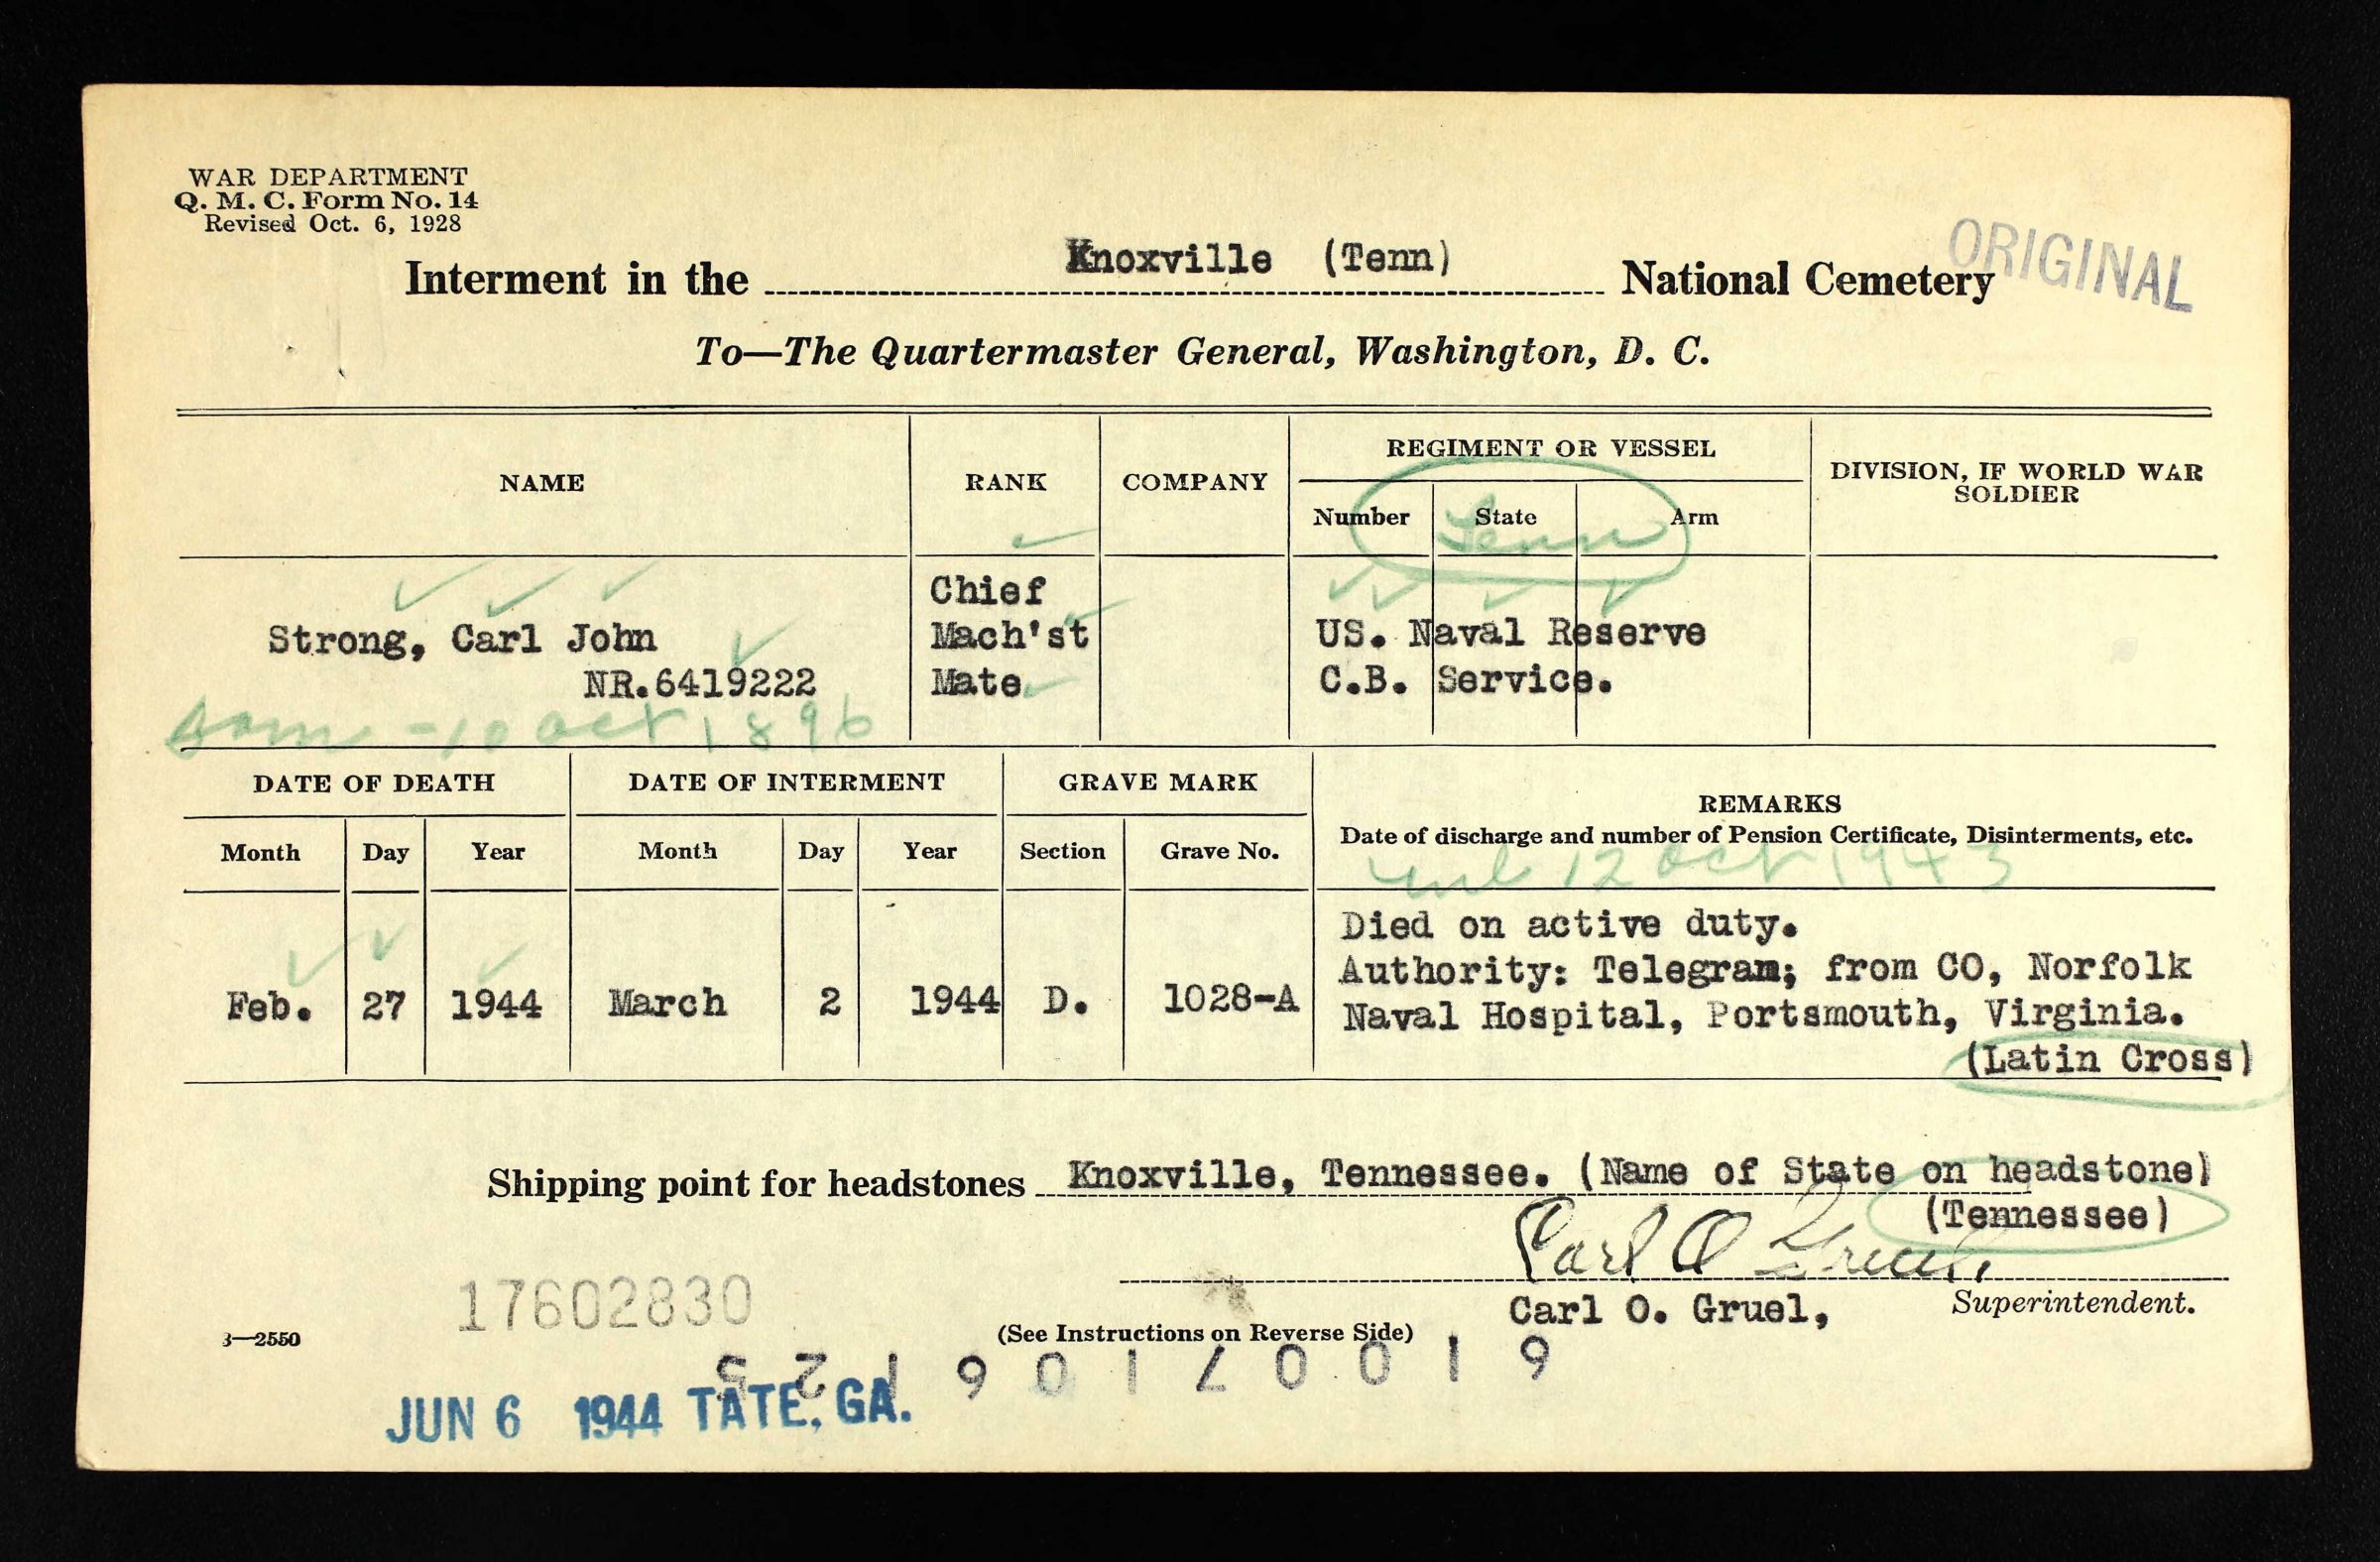 WAR DEPARTMENT
Q. M. C. Form No. 14
Revised Oct. 6, 1928
ORIGINAL
Interment in the Knoxville (Tenn) National Cemetery
To—The Quartermaster General, Washington, D. C.
NAME
RANK
COMPANY
REGIMENT OR VESSEL
Number
State
Arm
Tenn
DIVISION, IF WORLD WAR
SOLDIER
Strong, Carl John
NR.6419222
born - 10 Oct 1896
Chief
Mach'st
Mate
US. Naval Reserve
C.B. Service.
DATE OF DEATH
DATE OF INTERMENT
GRAVE MARK
REMARKS
Date of discharge and number of Pension Certificate, Disinterments, etc.
Month Day Year Month Day Year Section Grave No.
enl 12 Oct 1943
Feb. 27 1944 March 2 1944 D. 1028-A
Died on active duty.
Authority: Telegram; from CO, Norfolk
Naval Hospital, Portsmouth, Virginia.
(Latin Cross)
Shipping point for headstones Knoxville, Tennessee. (Name of State on headstone)
(Tennessee)
Carl O Gruel,
Carl O. Gruel, Superintendent.
17602830
3—2550
(See Instructions on Reverse Side)
JUN 6 1944 TATE, GA.